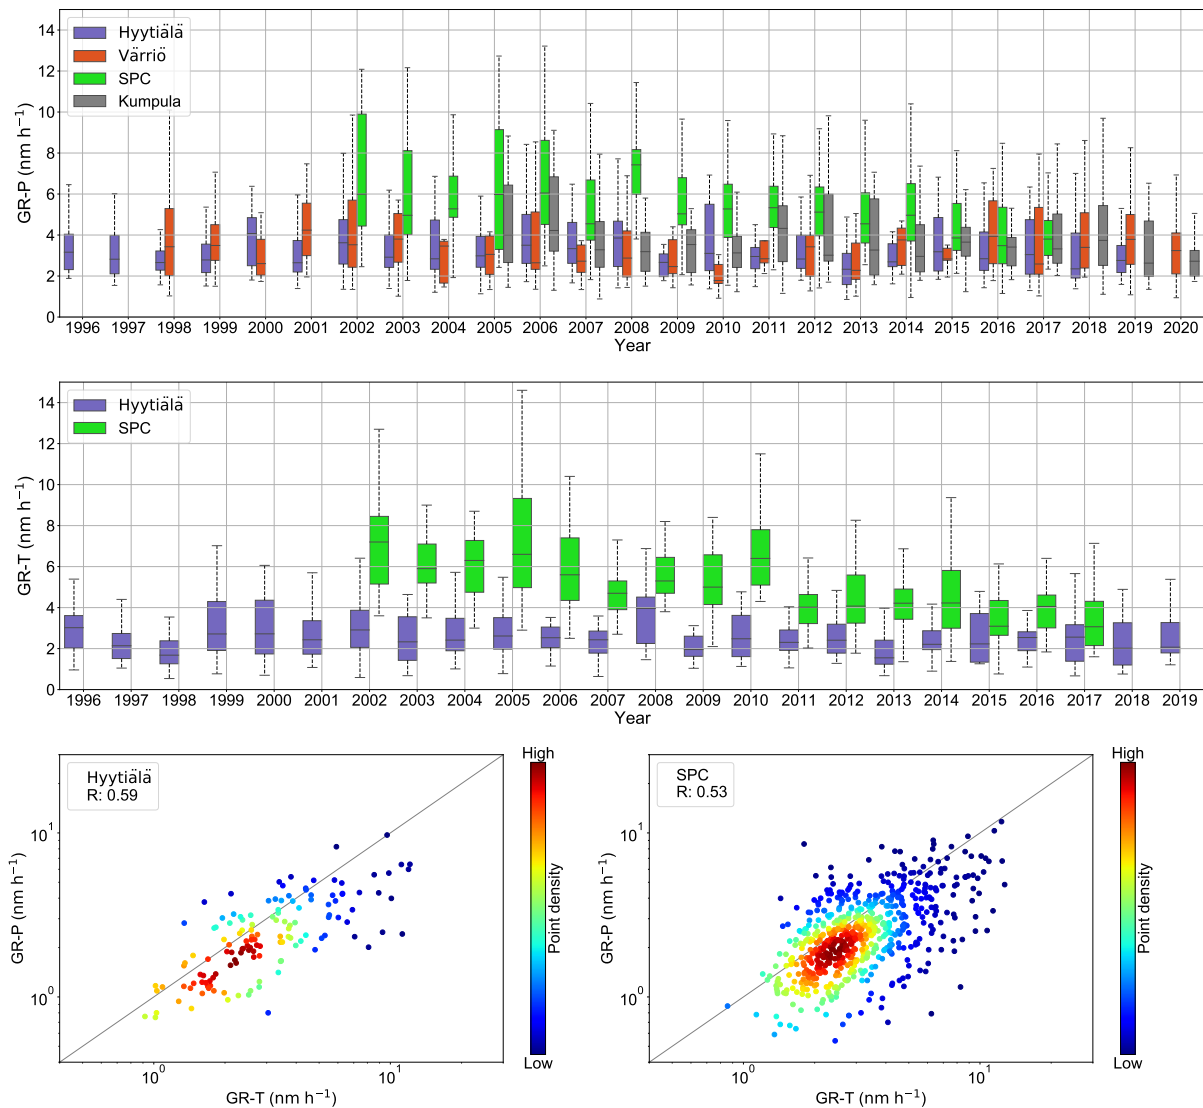 14
12
10
8
6
4
2
0
GR-P (nm h⁻¹)
Hyytiälä
Värriö
SPC
Kumpula
1996 1997 1998 1999 2000 2001 2002 2003 2004 2005 2006 2007 2008 2009 2010 2011 2012 2013 2014 2015 2016 2017 2018 2019 2020
Year
14
12
10
8
6
4
2
0
GR-T (nm h⁻¹)
Hyytiälä
SPC
1996 1997 1998 1999 2000 2001 2002 2003 2004 2005 2006 2007 2008 2009 2010 2011 2012 2013 2014 2015 2016 2017 2018 2019
Year
Hyytiälä
R: 0.59
10¹
10⁰
GR-P (nm h⁻¹)
10⁰ 10¹
GR-T (nm h⁻¹)
High
Point density
Low
SPC
R: 0.53
10¹
10⁰
GR-P (nm h⁻¹)
10⁰ 10¹
GR-T (nm h⁻¹)
High
Point density
Low